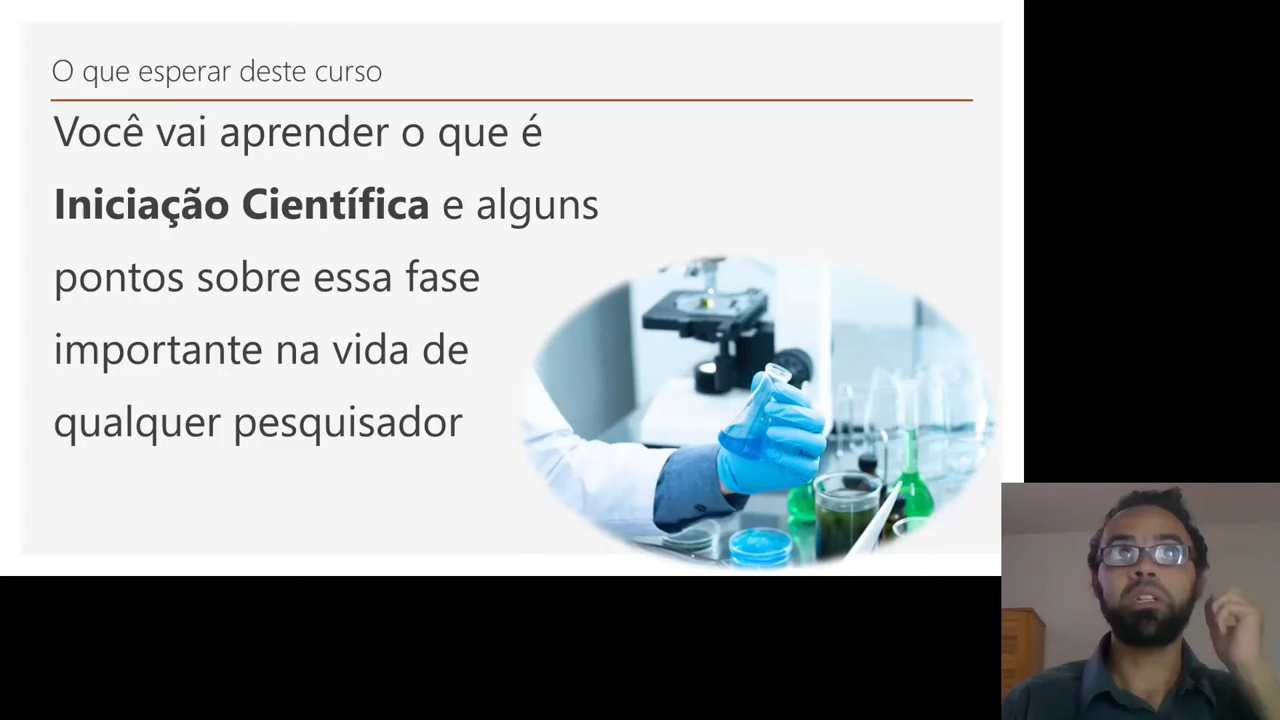 O que esperar deste curso
Você vai aprender o que é
Iniciação Científica e alguns
pontos sobre essa fase
importante na vida de
qualquer pesquisador